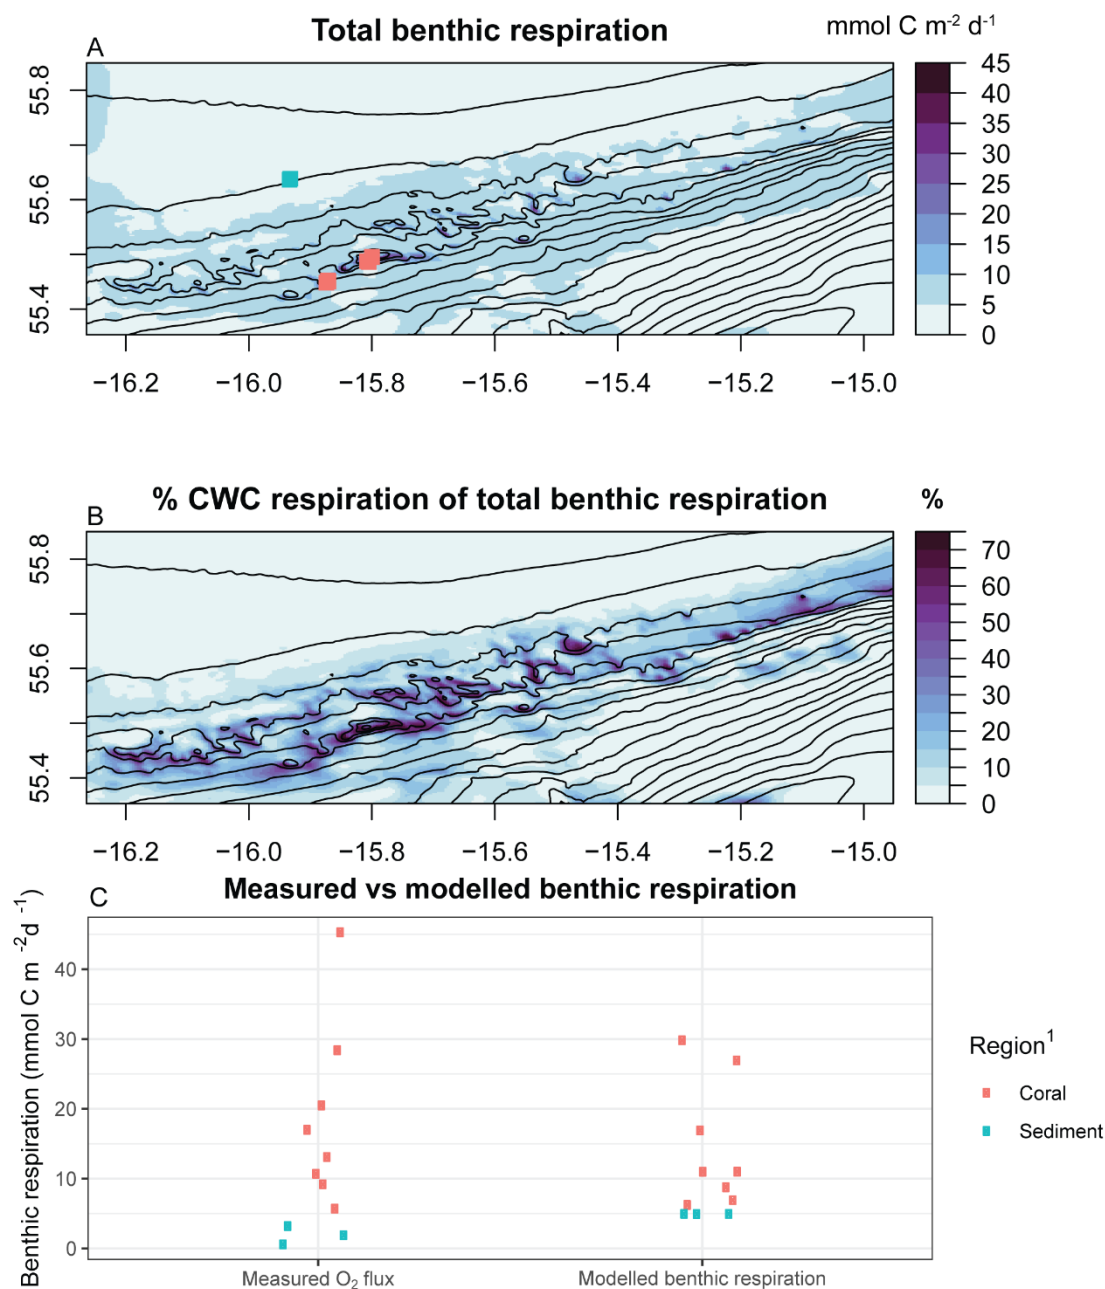 Total benthic respiration
mmol C m⁻² d⁻¹
A
55.8
55.6
55.4
−16.2 −16.0 −15.8 −15.6 −15.4 −15.2 −15.0
45
40
35
30
25
20
15
10
5
0
% CWC respiration of total benthic respiration
%
B
55.8
55.6
55.4
−16.2 −16.0 −15.8 −15.6 −15.4 −15.2 −15.0
70
60
50
40
30
20
10
0
Measured vs modelled benthic respiration
C
Benthic respiration (mmol C m ⁻²d ⁻¹)
40
30
20
10
0
Measured O₂ flux
Modelled benthic respiration
Region¹
Coral
Sediment